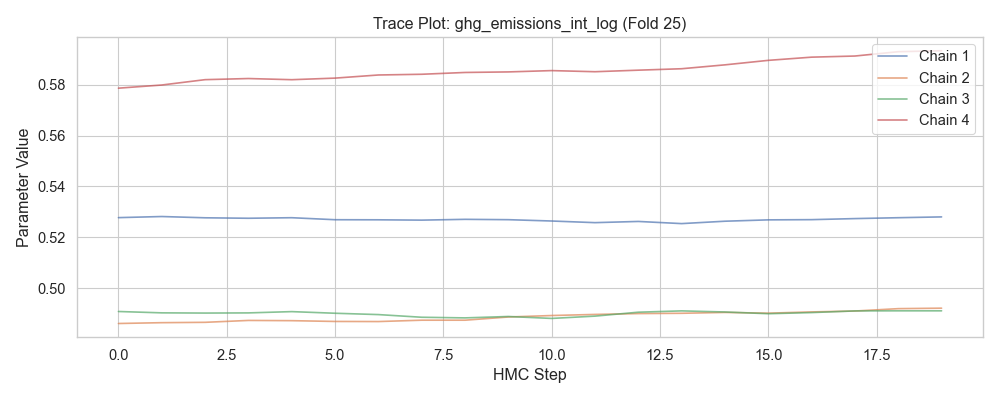 Trace Plot: ghg_emissions_int_log (Fold 25)
Chain 1
Chain 2
Chain 3
Chain 4
Parameter Value
0.58
0.56
0.54
0.52
0.50
0.0 2.5 5.0 7.5 10.0 12.5 15.0 17.5
HMC Step